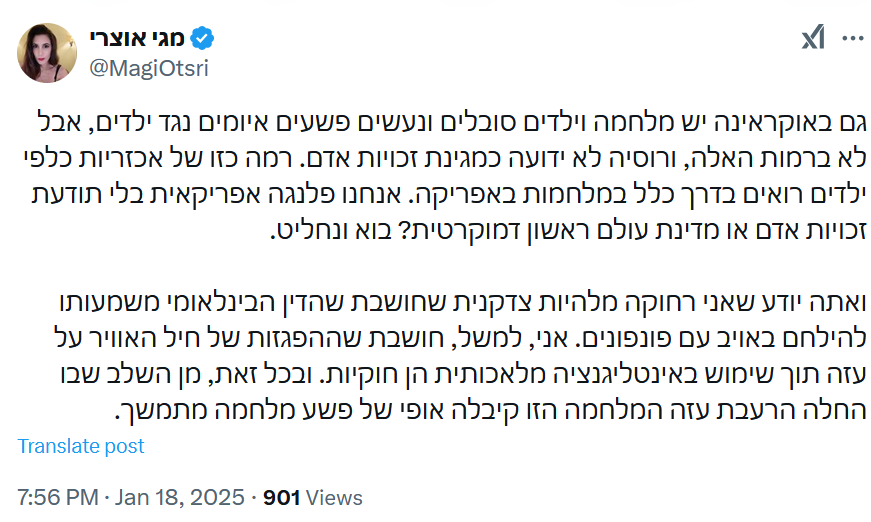 מגי אוצרי
@MagiOtsri
גם באוקראינה יש מלחמה וילדים סובלים ונעשים פשעים איומים נגד ילדים, אבל
לא ברמות האלה, ורוסיה לא ידועה כמגינת זכויות אדם. רמה כזו של אכזריות כלפי
ילדים רואים בדרך כלל במלחמות באפריקה. אנחנו פלנגה אפריקאית בלי תודעת
זכויות אדם או מדינת עולם ראשון דמוקרטית? בוא ונחליט.
ואתה יודע שאני רחוקה מלהיות צדקנית שחושבת שהדין הבינלאומי משמעותו
להילחם באויב עם פונפונים. אני, למשל, חושבת שההפגזות של חיל האוויר על
עזה תוך שימוש באינטליגנציה מלאכותית הן חוקיות. ובכל זאת, מן השלב שבו
החלה הרעבת עזה המלחמה הזו קיבלה אופי של פשע מלחמה מתמשך.
Translate post
7:56 PM · Jan 18, 2025 · 901 Views